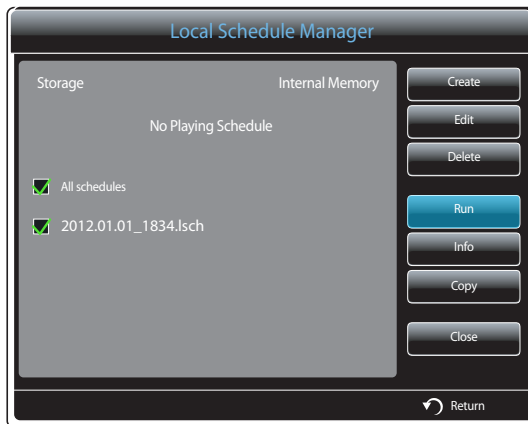 Local Schedule Manager
Storage Internal Memory
No Playing Schedule
All schedules
2012.01.01_1834.lsch
Create
Edit
Delete
Run
Info
Copy
Close
Return